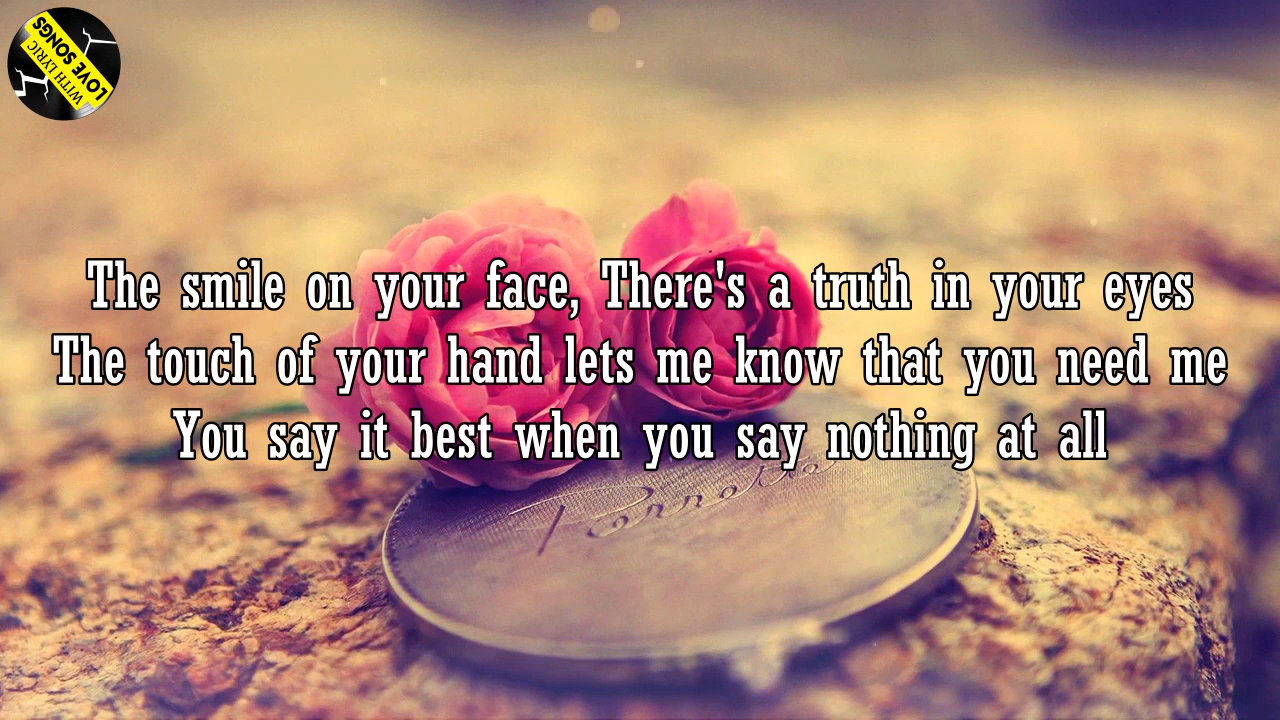 LOVE SONGS
WITH LYRIC
The smile on your face, There's a truth in your eyes
The touch of your hand lets me know that you need me
You say it best when you say nothing at all